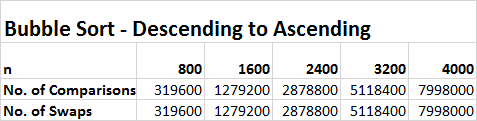 Bubble Sort - Descending to Ascending
n 800 1600 2400 3200 4000
No. of Comparisons 319600 1279200 2878800 5118400 7998000
No. of Swaps 319600 1279200 2878800 5118400 7998000